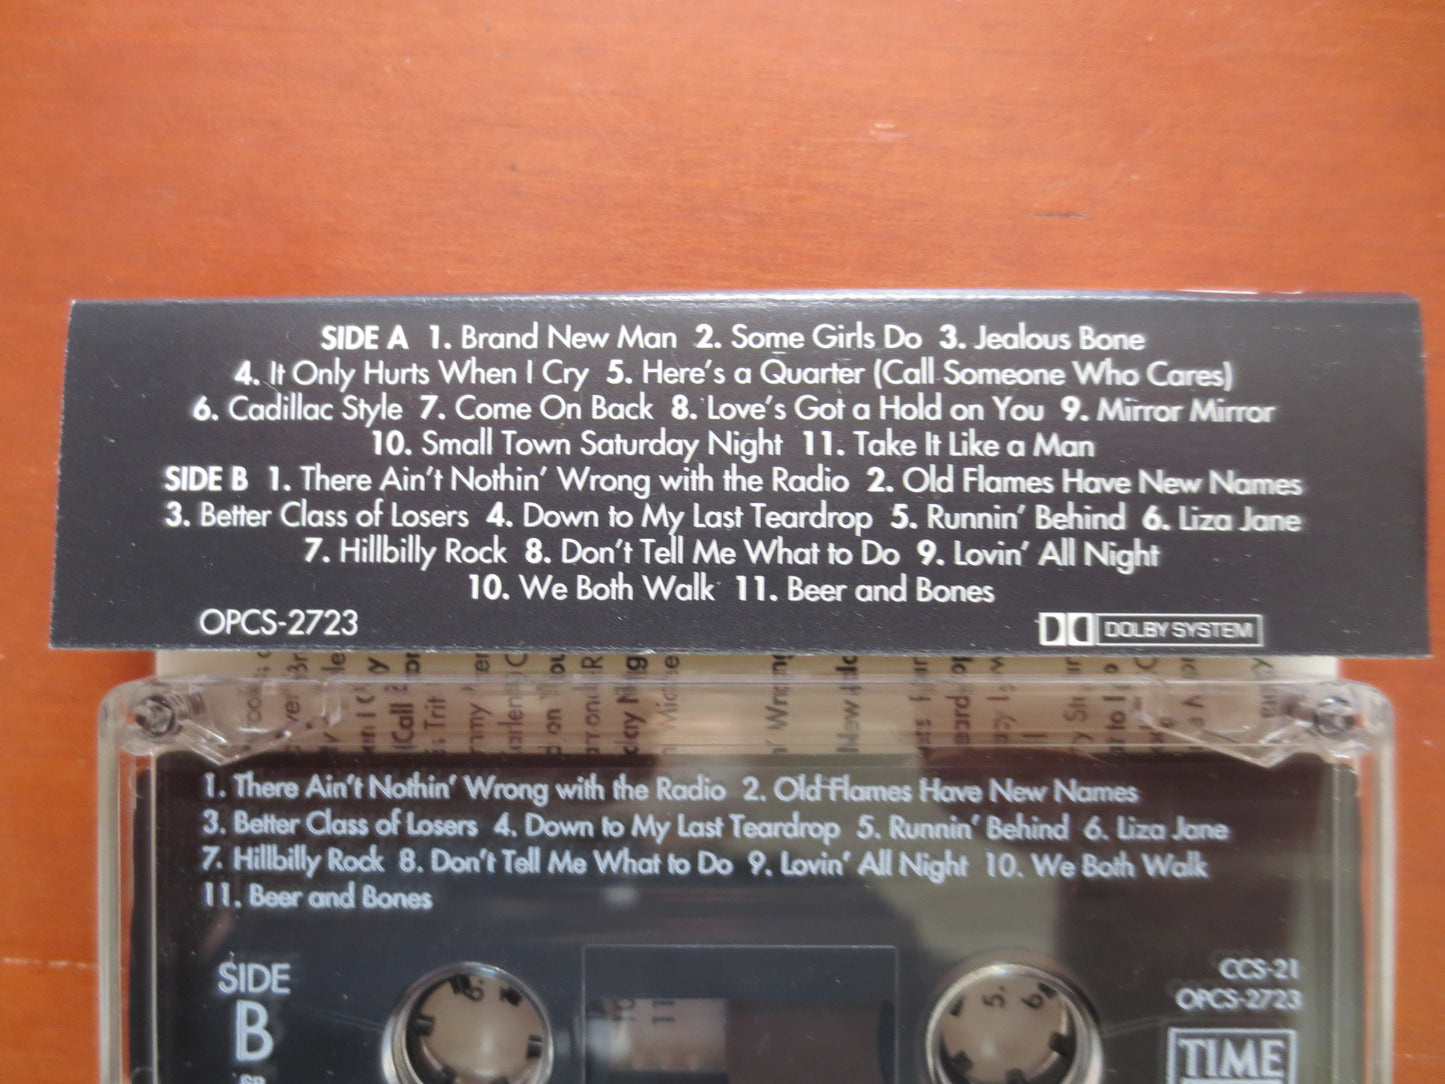 SIDE A 1. Brand New Man 2. Some Girls Do 3. Jealous Bone
4. It Only Hurts When I Cry 5. Here's a Quarter (Call Someone Who Cares)
6. Cadillac Style 7. Come On Back 8. Love's Got a Hold on You 9. Mirror Mirror
10. Small Town Saturday Night 11. Take It Like a Man
SIDE B 1. There Ain't Nothin' Wrong with the Radio 2. Old Flames Have New Names
3. Better Class of Losers 4. Down to My Last Teardrop 5. Runnin' Behind 6. Liza Jane
7. Hillbilly Rock 8. Don't Tell Me What to Do 9. Lovin' All Night
10. We Both Walk 11. Beer and Bones
OPCS-2723 DOLBY SYSTEM
1. There Ain't Nothin' Wrong with the Radio 2. Old Flames Have New Names
3. Better Class of Losers 4. Down to My Last Teardrop 5. Runnin' Behind 6. Liza Jane
7. Hillbilly Rock 8. Don't Tell Me What to Do 9. Lovin' All Night 10. We Both Walk
11. Beer and Bones
SIDE
B
CCS-21
OPCS-2723
TIME